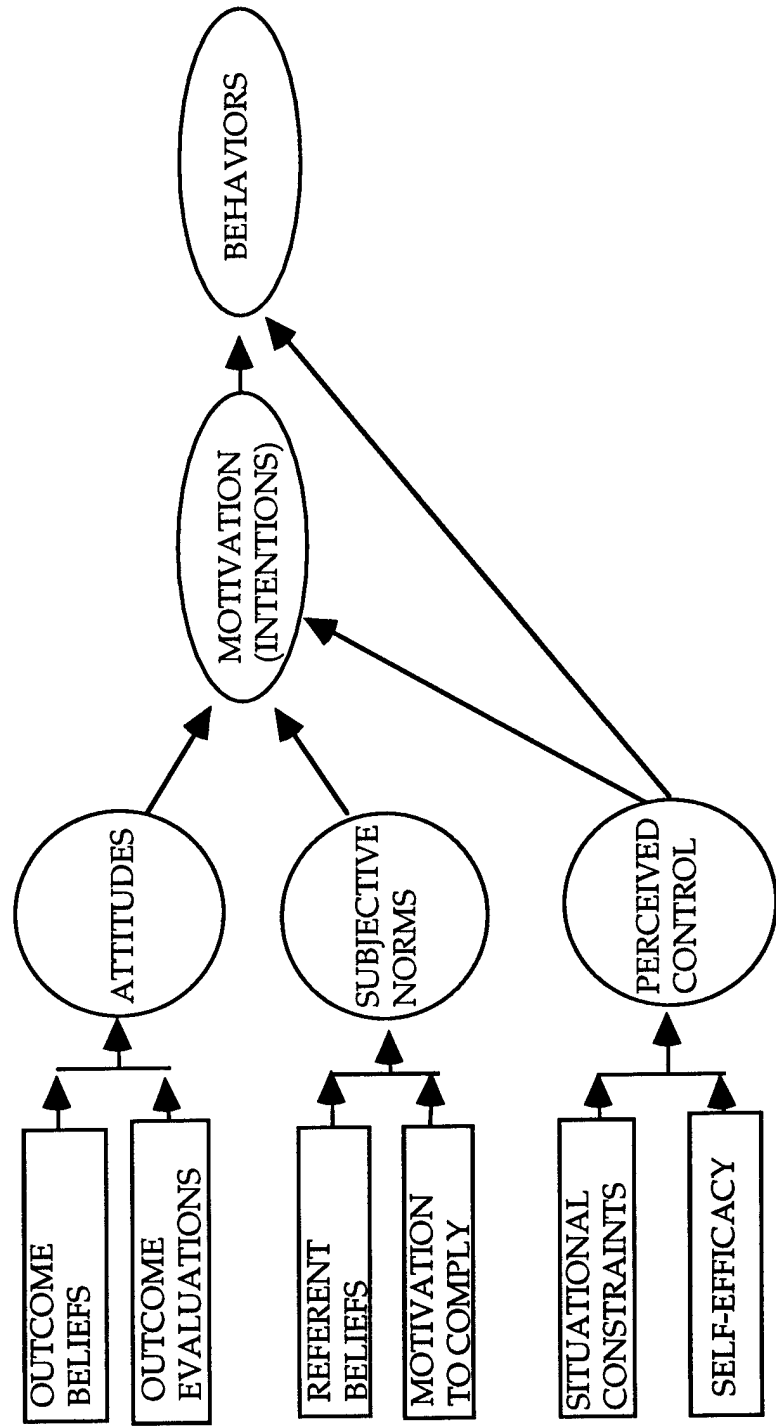 OUTCOME
BELIEFS
OUTCOME
EVALUATIONS
REFERENT
BELIEFS
MOTIVATION
TO COMPLY
SITUATIONAL
CONSTRAINTS
SELF-EFFICACY
ATTITUDES
SUBJECTIVE
NORMS
PERCEIVED
CONTROL
MOTIVATION
(INTENTIONS)
BEHAVIORS